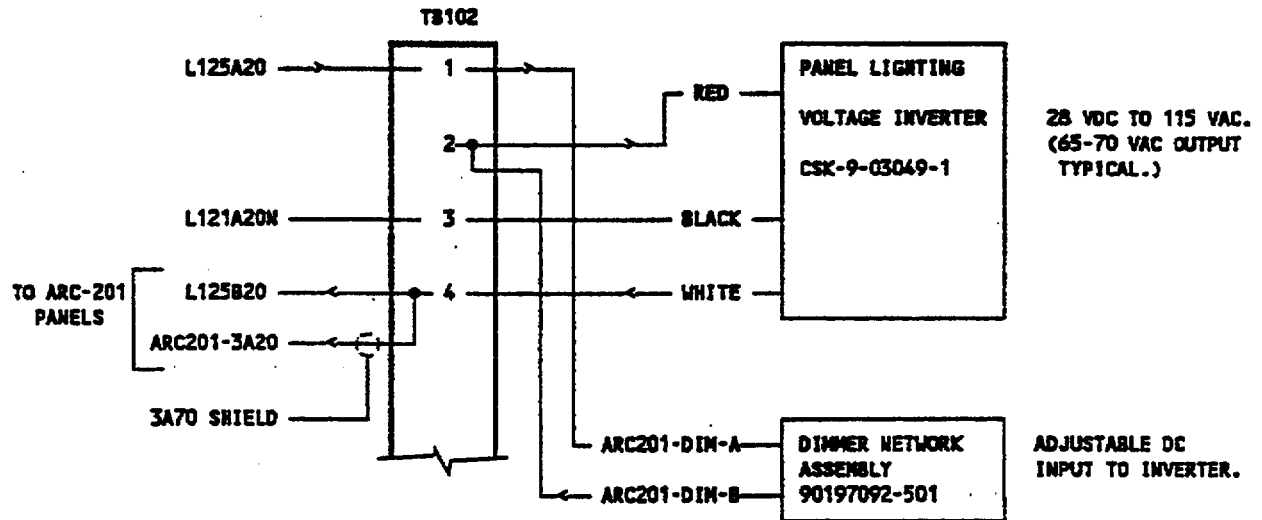 TB102
L125A20
1
PANEL LIGHTING
RED
VOLTAGE INVERTER
28 VDC TO 115 VAC.
2
(65-70 VAC OUTPUT
CSK-9-03049-1
TYPICAL.)
L121A20N
3
BLACK
TO ARC-201
PANELS
L125B20
4
WHITE
ARC201-3A20
3A70 SHIELD
ARC201-DIM-A
DIMMER NETWORK
ASSEMBLY
90197092-501
ADJUSTABLE DC
INPUT TO INVERTER.
ARC201-DIM-B